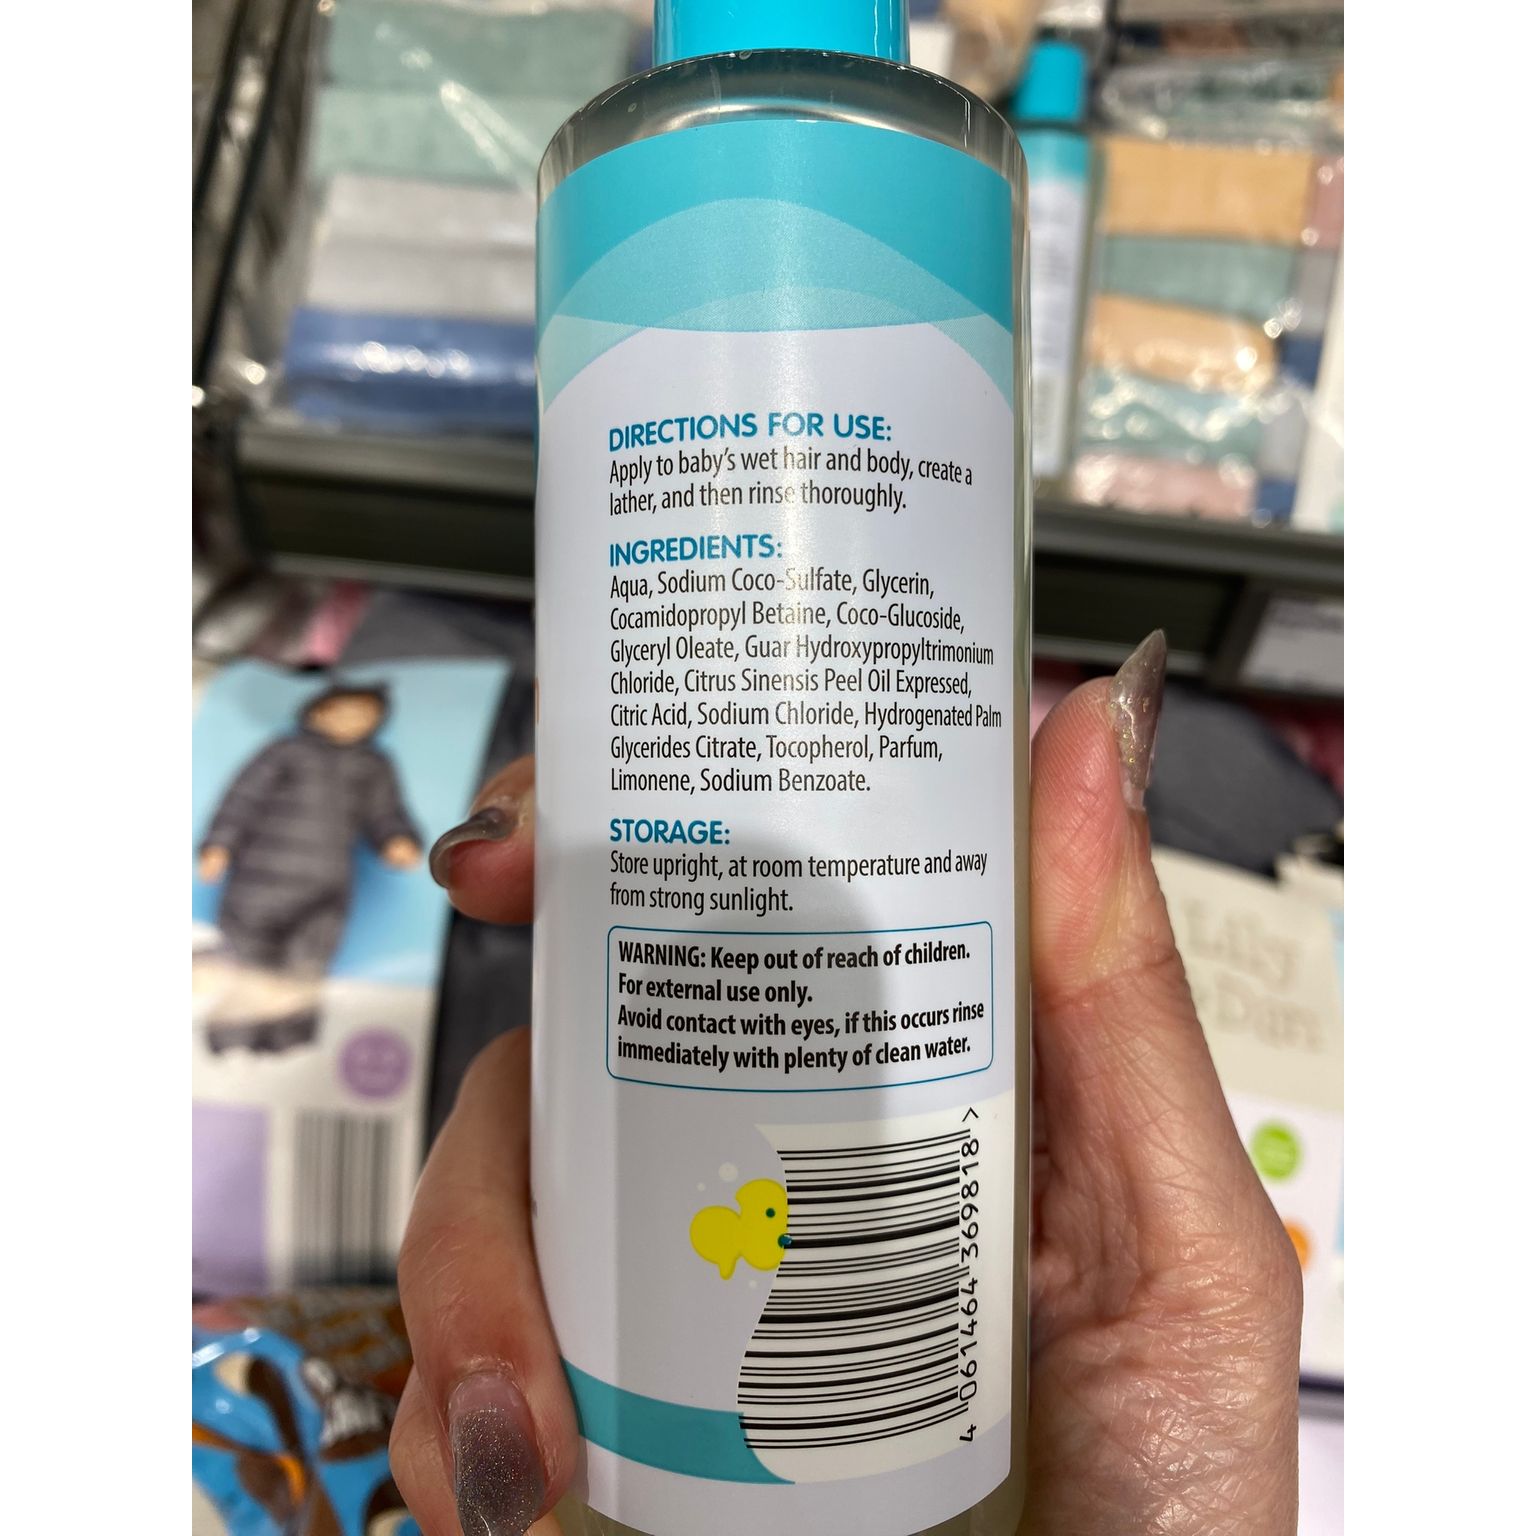 DIRECTIONS FOR USE:
Apply to baby's wet hair and body, create a
lather, and then rinse thoroughly.
INGREDIENTS:
Aqua, Sodium Coco-Sulfate, Glycerin,
Cocamidopropyl Betaine, Coco-Glucoside,
Glyceryl Oleate, Guar Hydroxypropyltrimonium
Chloride, Citrus Sinensis Peel Oil Expressed,
Citric Acid, Sodium Chloride, Hydrogenated Palm
Glycerides Citrate, Tocopherol, Parfum,
Limonene, Sodium Benzoate.
STORAGE:
Store upright, at room temperature and away
from strong sunlight.
WARNING: Keep out of reach of children.
For external use only.
Avoid contact with eyes, if this occurs rinse
immediately with plenty of clean water.
4 061464 369818 >
Lily
& Dan